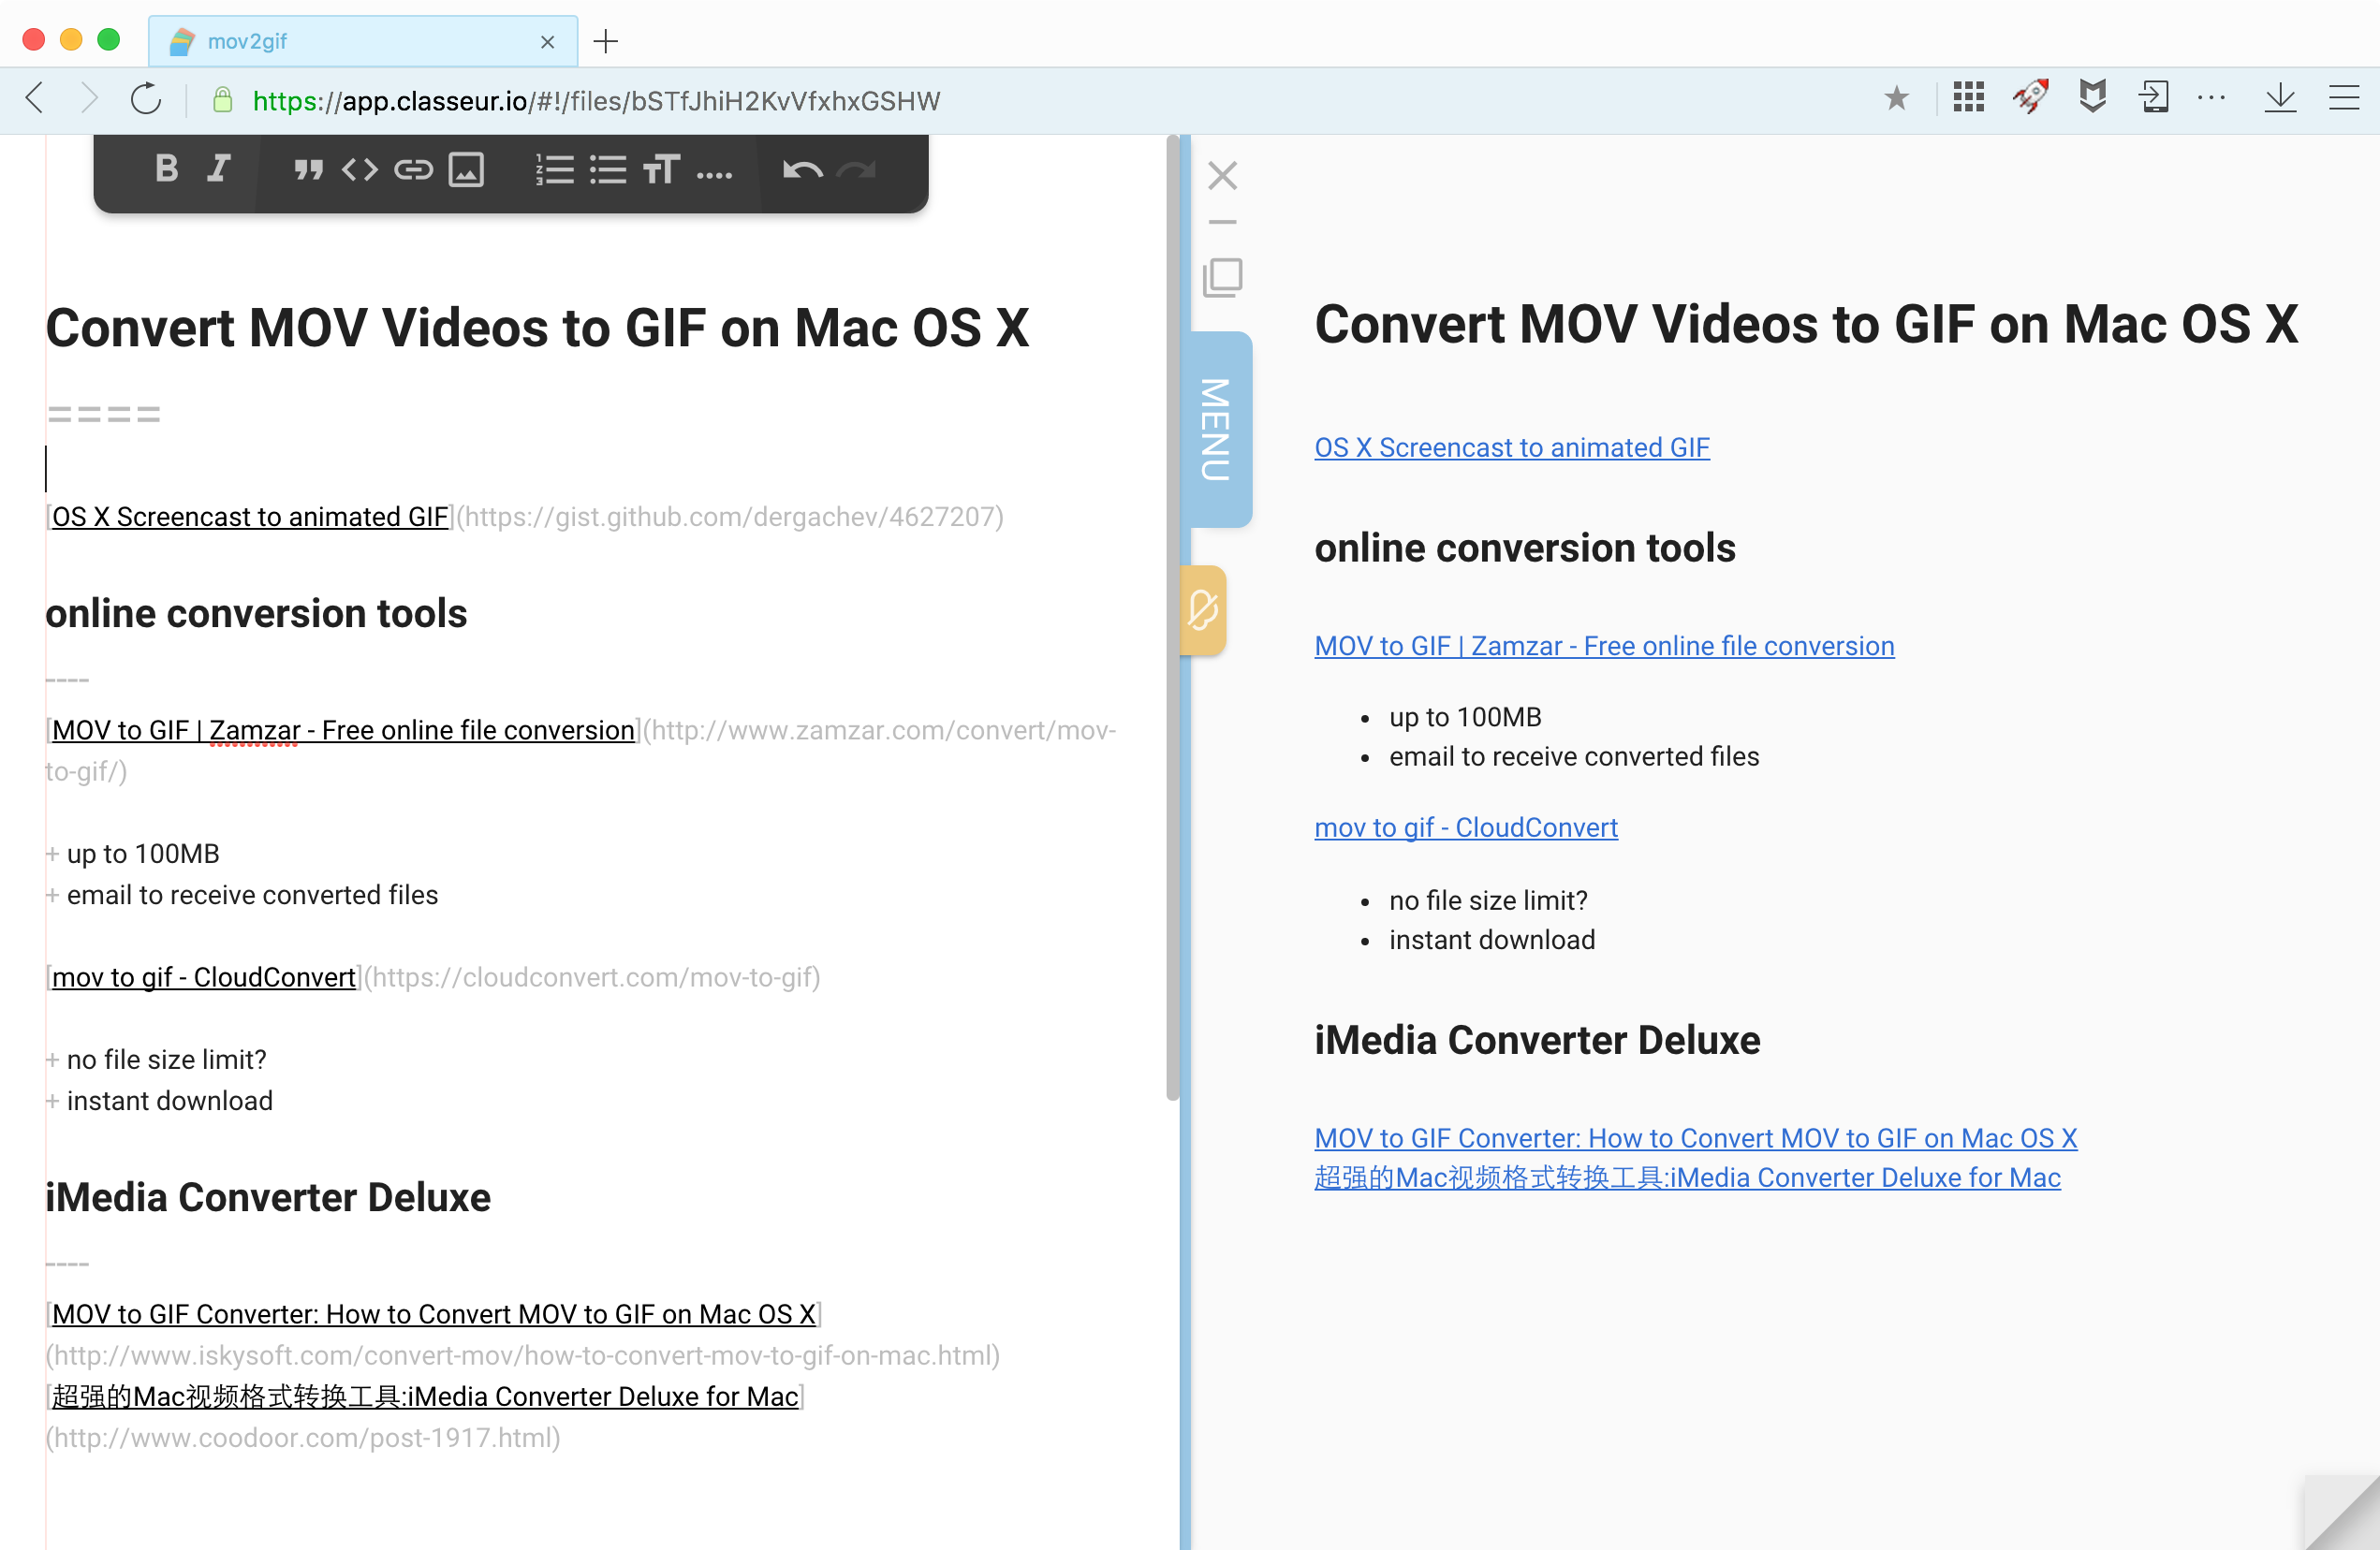 mov2gif
https://app.classeur.io/#!/files/bSTfJhiH2KvVfxhxGSHW
Convert MOV Videos to GIF on Mac OS X
====
[OS X Screencast to animated GIF](https://gist.github.com/dergachev/4627207)
online conversion tools
----
[MOV to GIF | Zamzar - Free online file conversion](http://www.zamzar.com/convert/mov-
to-gif/)
+ up to 100MB
+ email to receive converted files
[mov to gif - CloudConvert](https://cloudconvert.com/mov-to-gif)
+ no file size limit?
+ instant download
iMedia Converter Deluxe
----
[MOV to GIF Converter: How to Convert MOV to GIF on Mac OS X]
(http://www.iskysoft.com/convert-mov/how-to-convert-mov-to-gif-on-mac.html)
[超强的Mac视频格式转换工具:iMedia Converter Deluxe for Mac]
(http://www.coodoor.com/post-1917.html)
MENU
Convert MOV Videos to GIF on Mac OS X
OS X Screencast to animated GIF
online conversion tools
MOV to GIF | Zamzar - Free online file conversion
• up to 100MB
• email to receive converted files
mov to gif - CloudConvert
• no file size limit?
• instant download
iMedia Converter Deluxe
MOV to GIF Converter: How to Convert MOV to GIF on Mac OS X
超强的Mac视频格式转换工具:iMedia Converter Deluxe for Mac